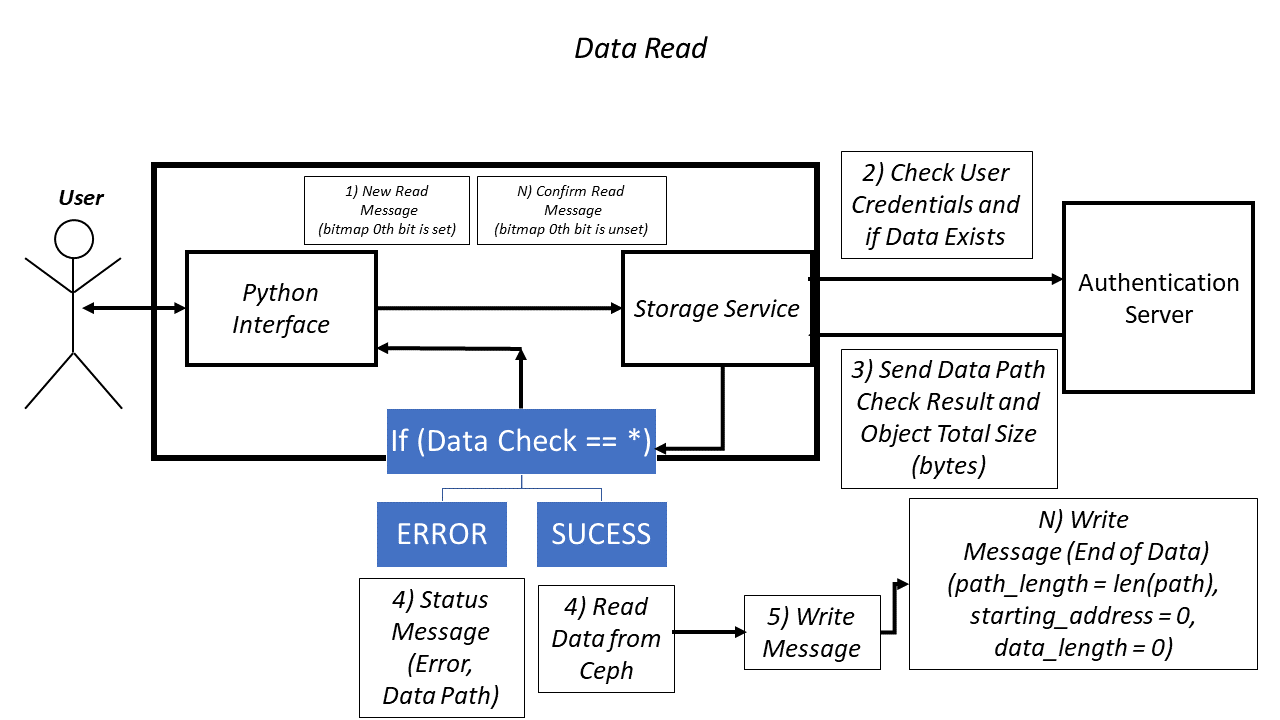 Data Read
User
1) New Read
Message
(bitmap 0th bit is set)
N) Confirm Read
Message
(bitmap 0th bit is unset)
2) Check User
Credentials and
if Data Exists
Python
Interface
Storage Service
Authentication
Server
3) Send Data Path
Check Result and
Object Total Size
(bytes)
If (Data Check == *)
ERROR
SUCESS
4) Status
Message
(Error,
Data Path)
4) Read
Data from
Ceph
5) Write
Message
N) Write
Message (End of Data)
(path_length = len(path),
starting_address = 0,
data_length = 0)